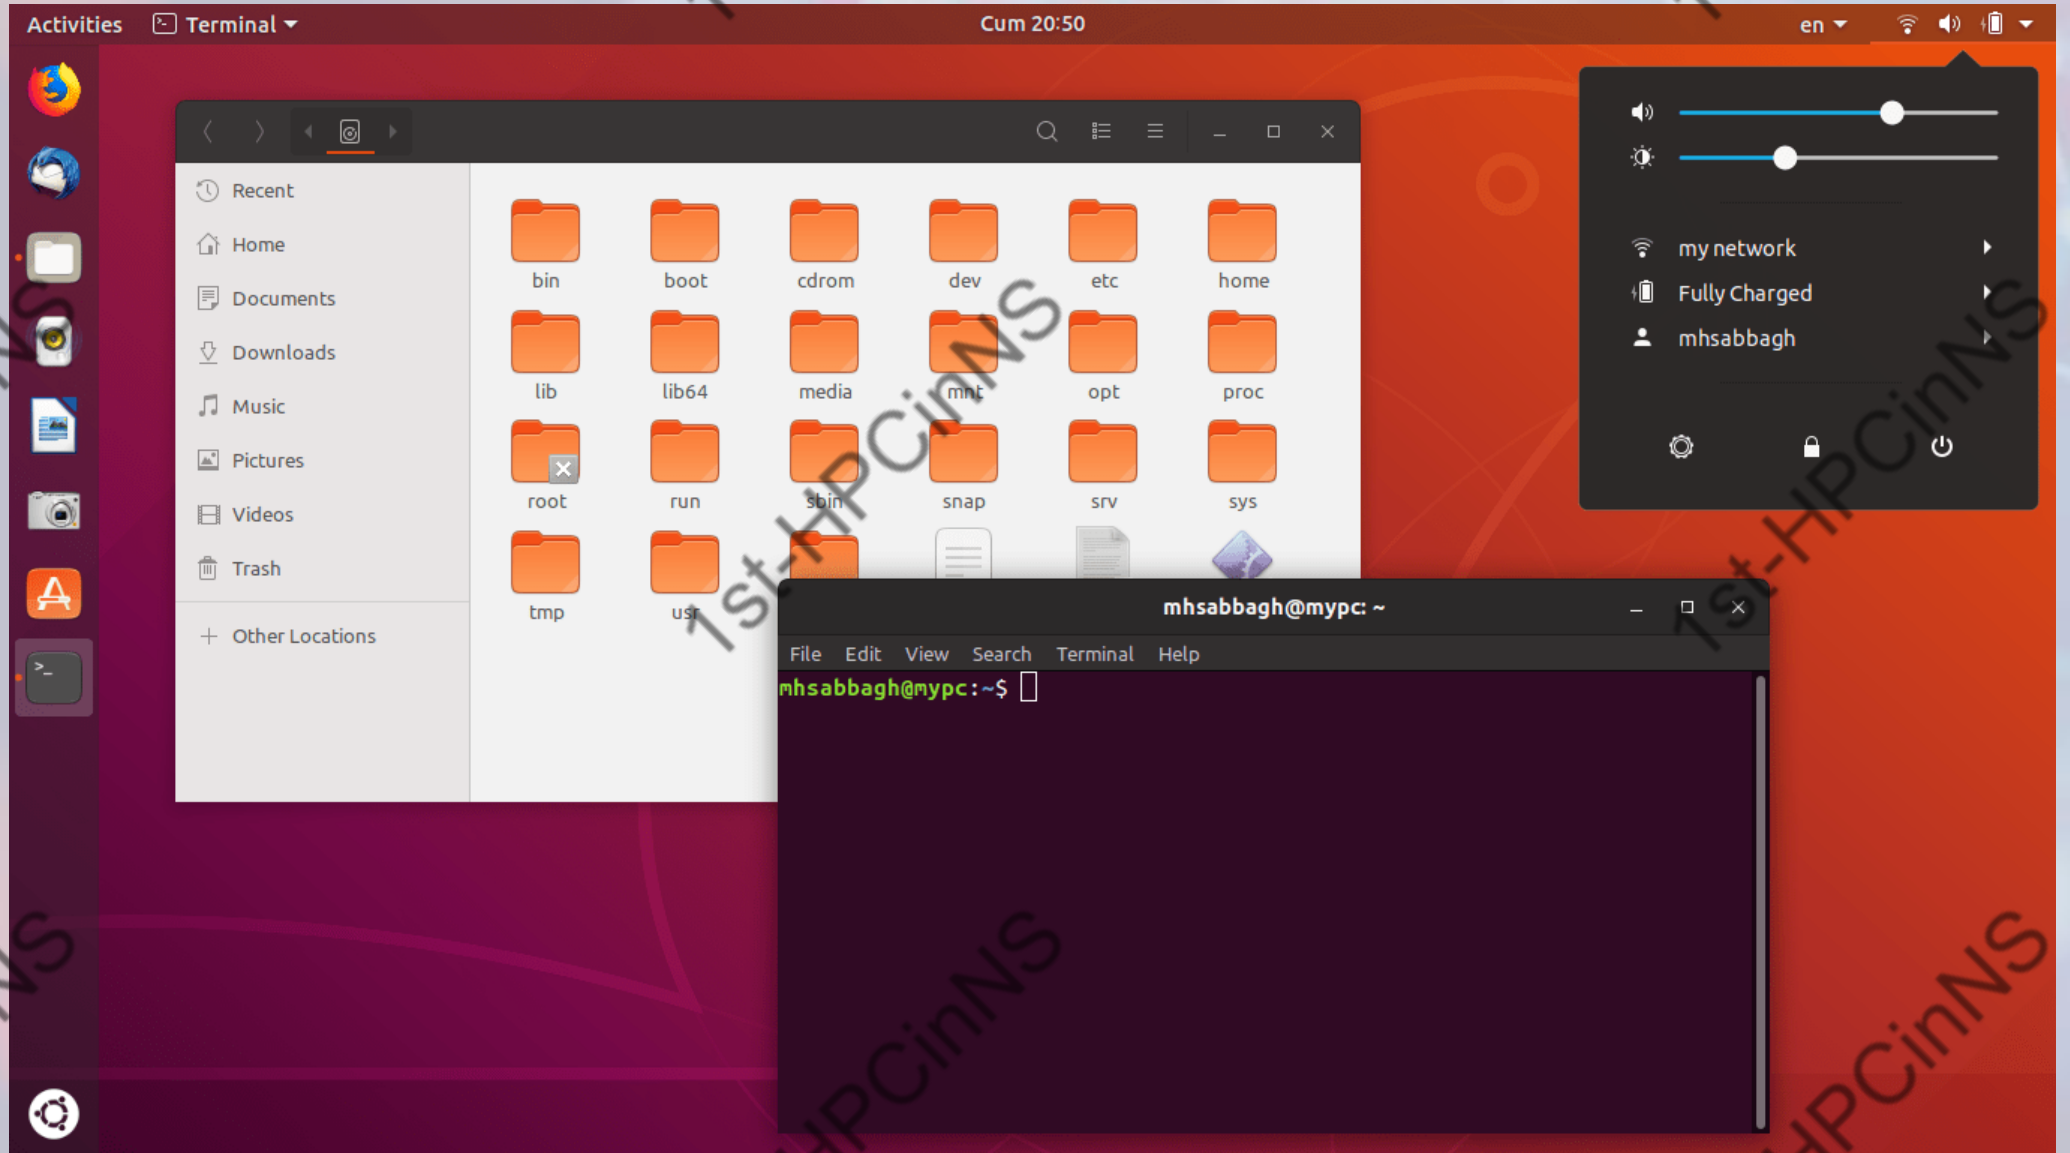 Activities Terminal Cum 20:50 en
Recent
Home
Documents
Downloads
Music
Pictures
Videos
Trash
Other Locations
bin boot cdrom dev etc home
lib lib64 media mnt opt proc
root run sbin snap srv sys
tmp usr
my network
Fully Charged
mhsabbagh
mhsabbagh@mypc: ~
File Edit View Search Terminal Help
mhsabbagh@mypc:~$
1st-HPCinNS
1st-HPCinNS
HPCinNS
HPCinNS